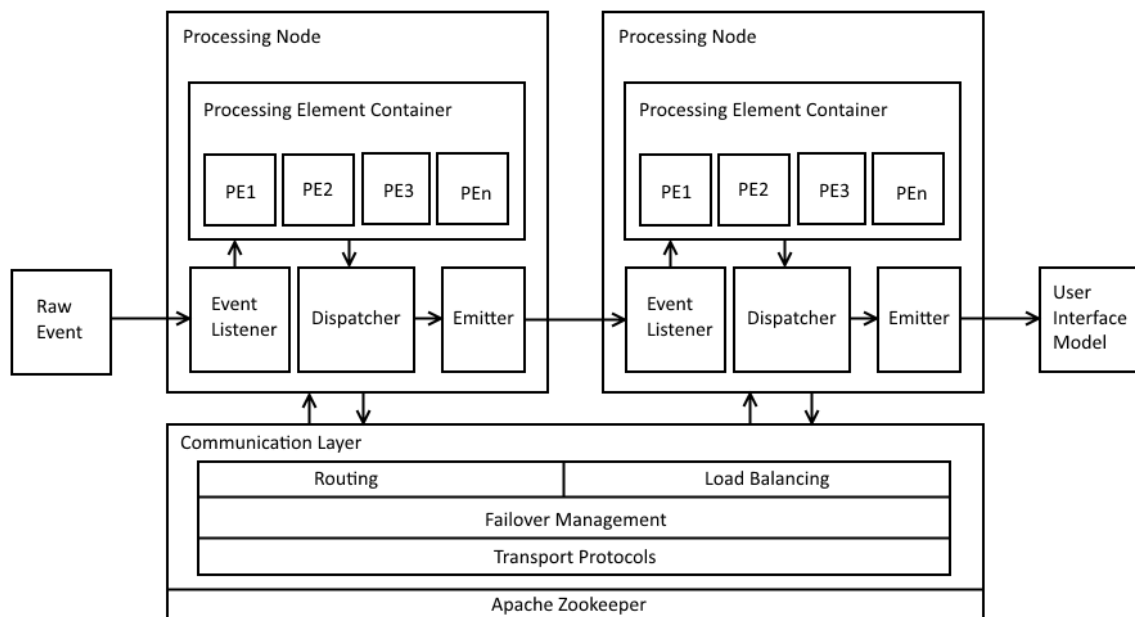 Processing Node
Processing Element Container
PE1
PE2
PE3
PEn
Raw
Event
Event
Listener
Dispatcher
Emitter
Processing Node
Processing Element Container
PE1
PE2
PE3
PEn
Event
Listener
Dispatcher
Emitter
User
Interface
Model
Communication Layer
Routing
Load Balancing
Failover Management
Transport Protocols
Apache Zookeeper